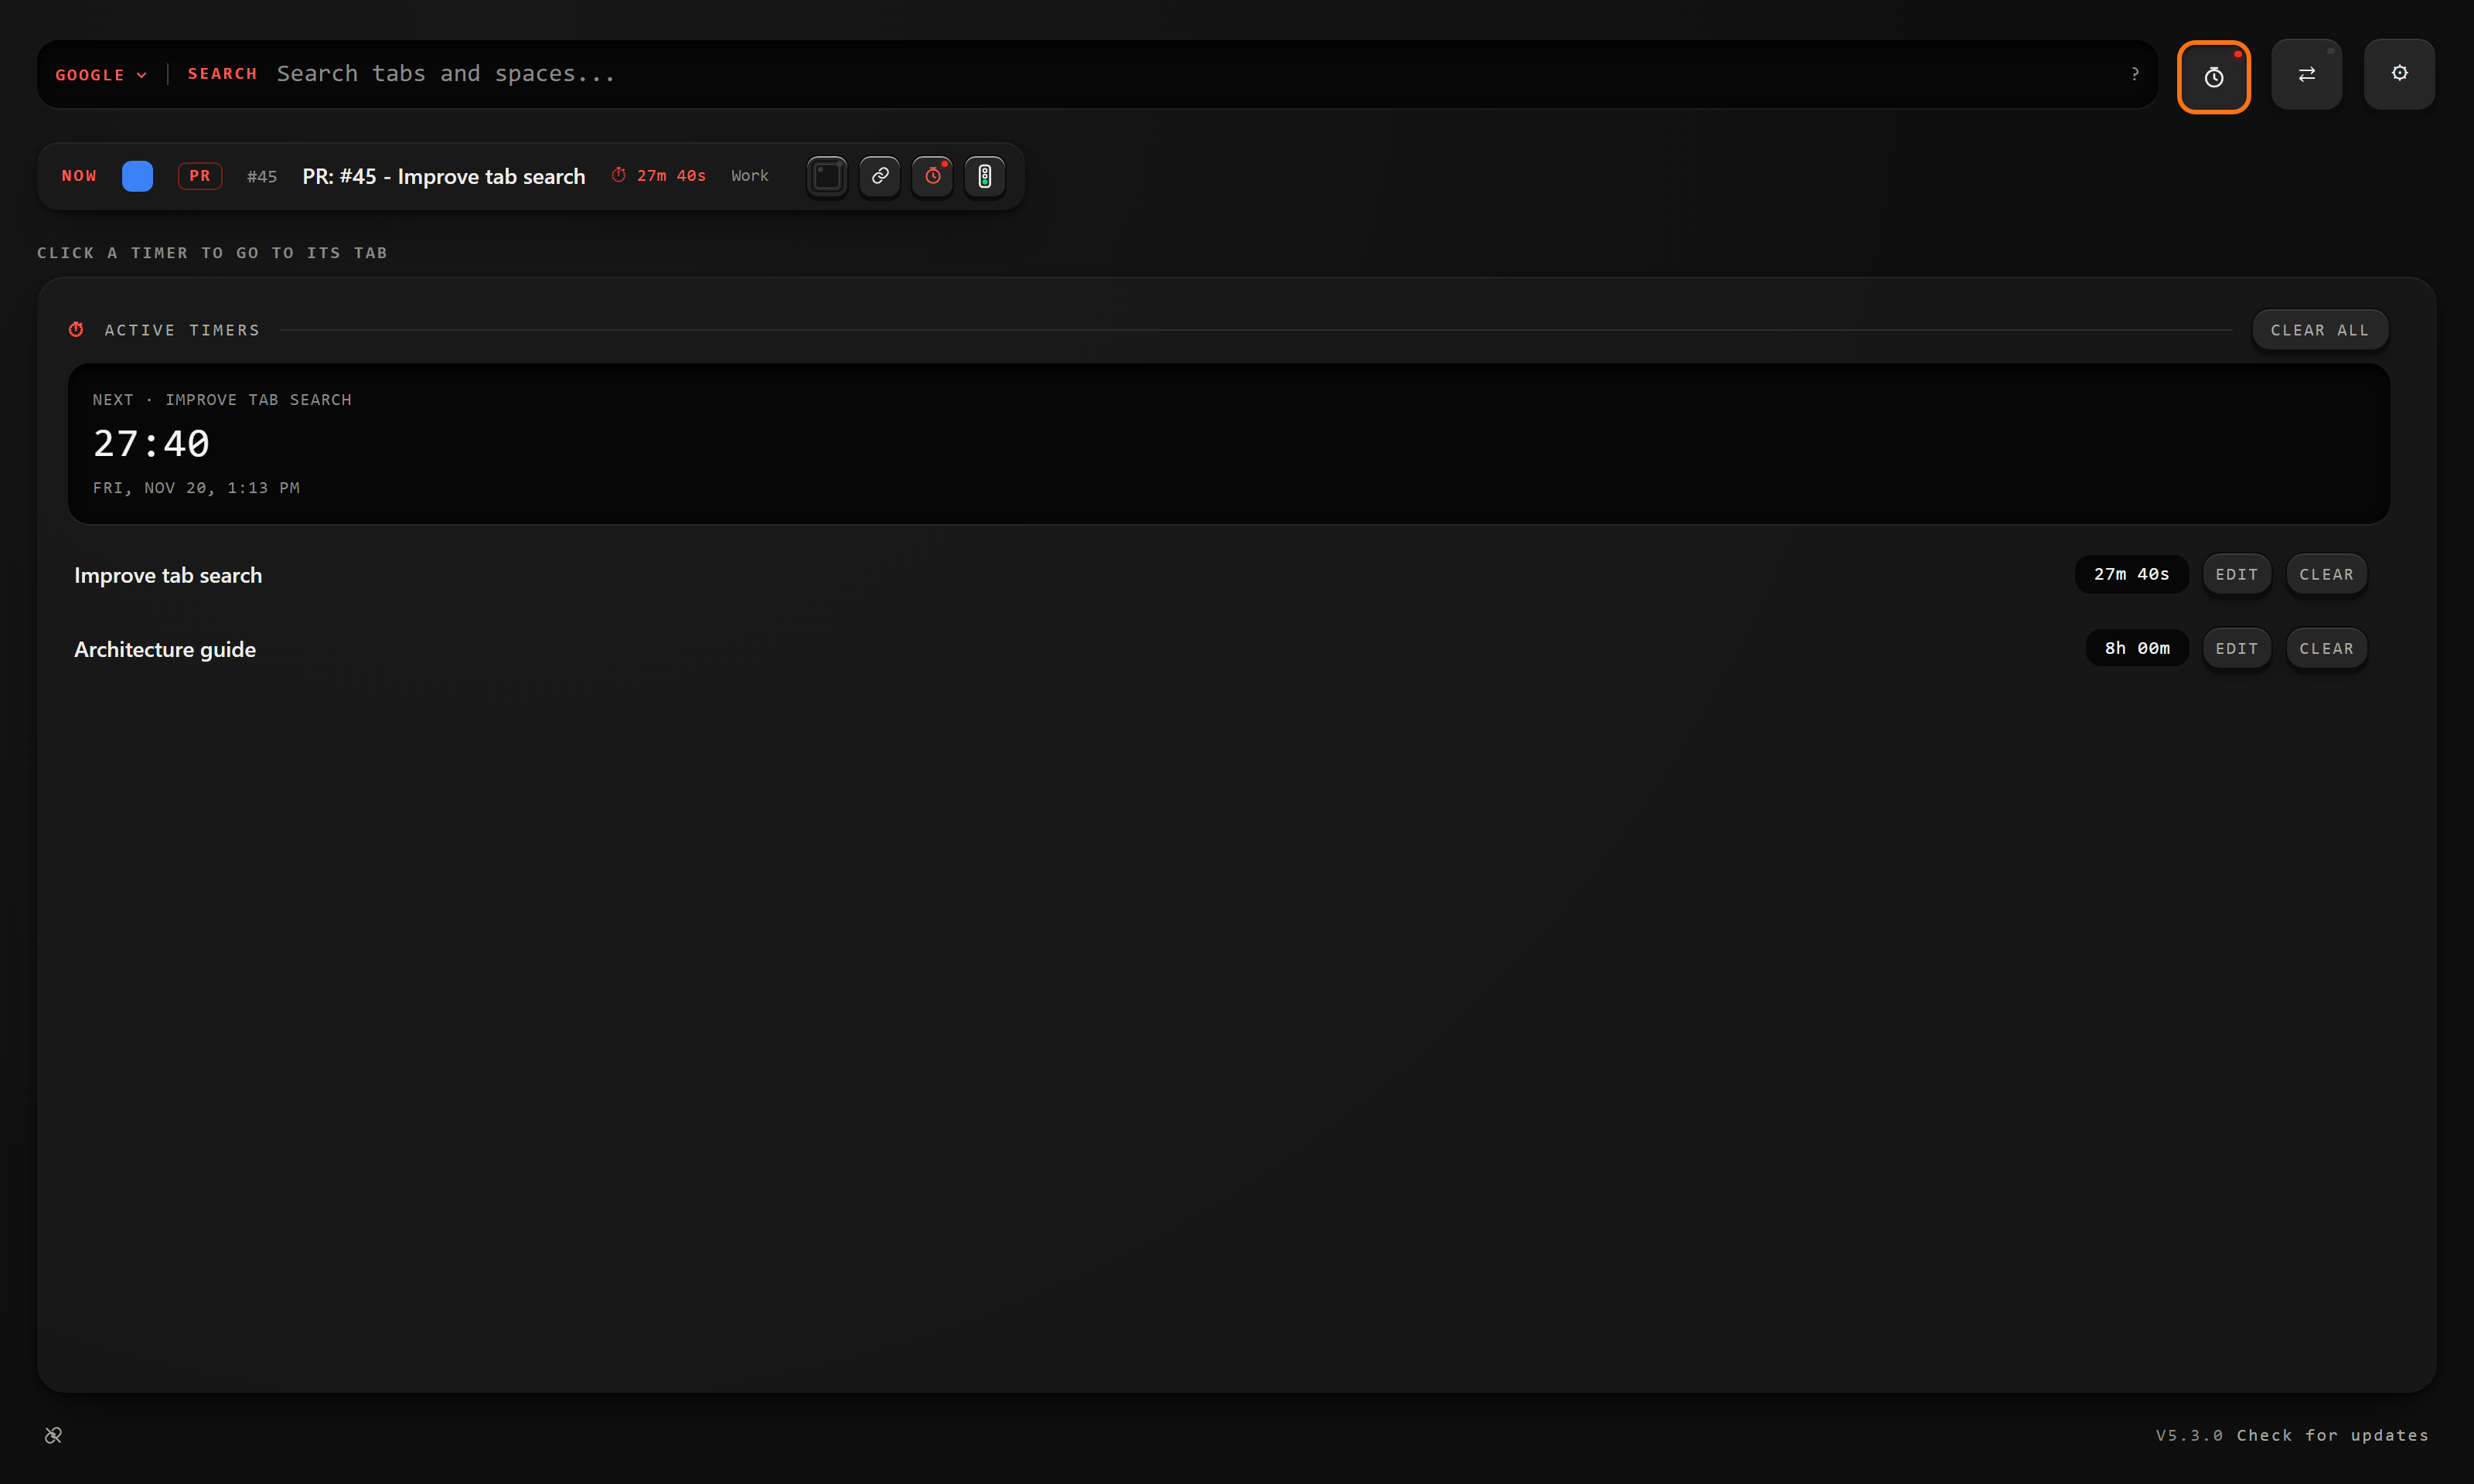 GOOGLE SEARCH Search tabs and spaces... ?
NOW PR #45 PR: #45 - Improve tab search 27m 40s Work
CLICK A TIMER TO GO TO ITS TAB
ACTIVE TIMERS CLEAR ALL
NEXT · IMPROVE TAB SEARCH
27:40
FRI, NOV 20, 1:13 PM
Improve tab search 27m 40s EDIT CLEAR
Architecture guide 8h 00m EDIT CLEAR
V5.3.0 Check for updates